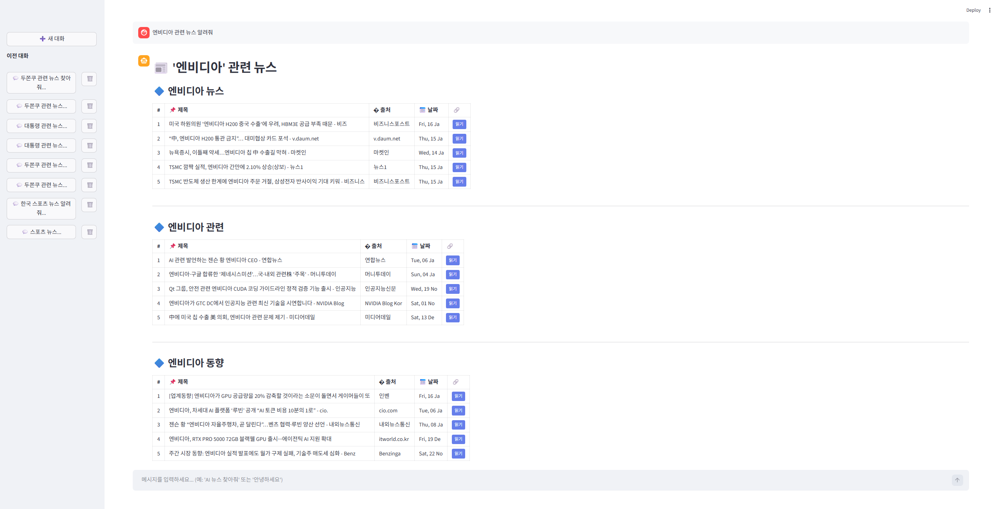 Deploy
새 대화
이전 대화
두쫀쿠 관련 뉴스 찾아
줘...
두쫀쿠 관련 뉴스...
대통령 관련 뉴스...
대통령 관련 뉴스...
두쫀쿠 관련 뉴스...
두쫀쿠 관련 뉴스...
한국 스포츠 뉴스 알려
줘...
스포츠 뉴스...
엔비디아 관련 뉴스 알려줘
'엔비디아' 관련 뉴스
엔비디아 뉴스
# 제목 � 출처 날짜
1 미국 하원의원 '엔비디아 H200 중국 수출'에 우려, HBM3E 공급 부족 때문 - 비즈 비즈니스포스트 Fri, 16 Ja 읽기
2 “中, 엔비디아 H200 통관 금지”… 대미협상 카드 포석 - v.daum.net v.daum.net Thu, 15 Ja 읽기
3 뉴욕증시, 이틀째 약세…엔비디아 칩 中 수출길 막혀 - 마켓인 마켓인 Wed, 14 Ja 읽기
4 TSMC 깜짝 실적, 엔비디아 간만에 2.10% 상승(상보) - 뉴스1 뉴스1 Thu, 15 Ja 읽기
5 TSMC 반도체 생산 한계에 엔비디아 주문 거절, 삼성전자 반사이익 기대 키워 - 비즈니스 비즈니스포스트 Thu, 15 Ja 읽기
엔비디아 관련
# 제목 � 출처 날짜
1 AI 관련 발언하는 젠슨 황 엔비디아 CEO - 연합뉴스 연합뉴스 Tue, 06 Ja 읽기
2 엔비디아·구글 합류한 '제네시스미션'…국·내외 관련株 '주목' - 머니투데이 머니투데이 Sun, 04 Ja 읽기
3 Qt 그룹, 안전 관련 엔비디아 CUDA 코딩 가이드라인 정적 검증 기능 출시 - 인공지능 인공지능신문 Wed, 19 No 읽기
4 엔비디아가 GTC DC에서 인공지능 관련 최신 기술을 시연합니다 - NVIDIA Blog NVIDIA Blog Kor Sat, 01 No 읽기
5 中에 미국 칩 수출 美 의회, 엔비디아 관련 문제 제기 - 미디어데일 미디어데일 Sat, 13 De 읽기
엔비디아 동향
# 제목 � 출처 날짜
1 [업계동향] 엔비디아가 GPU 공급량을 20% 감축할 것이라는 소문이 돌면서 게이머들이 또 인벤 Fri, 16 Ja 읽기
2 엔비디아, 차세대 AI 플랫폼 ‘루빈’ 공개 “AI 토큰 비용 10분의 1로” - cio. cio.com Tue, 06 Ja 읽기
3 젠슨 황 “엔비디아 자율주행차, 곧 달린다”…벤츠 협력·루빈 양산 선언 - 내외뉴스통신 내외뉴스통신 Thu, 08 Ja 읽기
4 엔비디아, RTX PRO 5000 72GB 블랙웰 GPU 출시···에이전틱 AI 지원 확대 itworld.co.kr Fri, 19 De 읽기
5 주간 시장 동향: 엔비디아 실적 발표에도 월가 구제 실패, 기술주 매도세 심화 - Benz Benzinga Sat, 22 No 읽기
메시지를 입력하세요... (예: 'AI 뉴스 찾아줘' 또는 '안녕하세요')